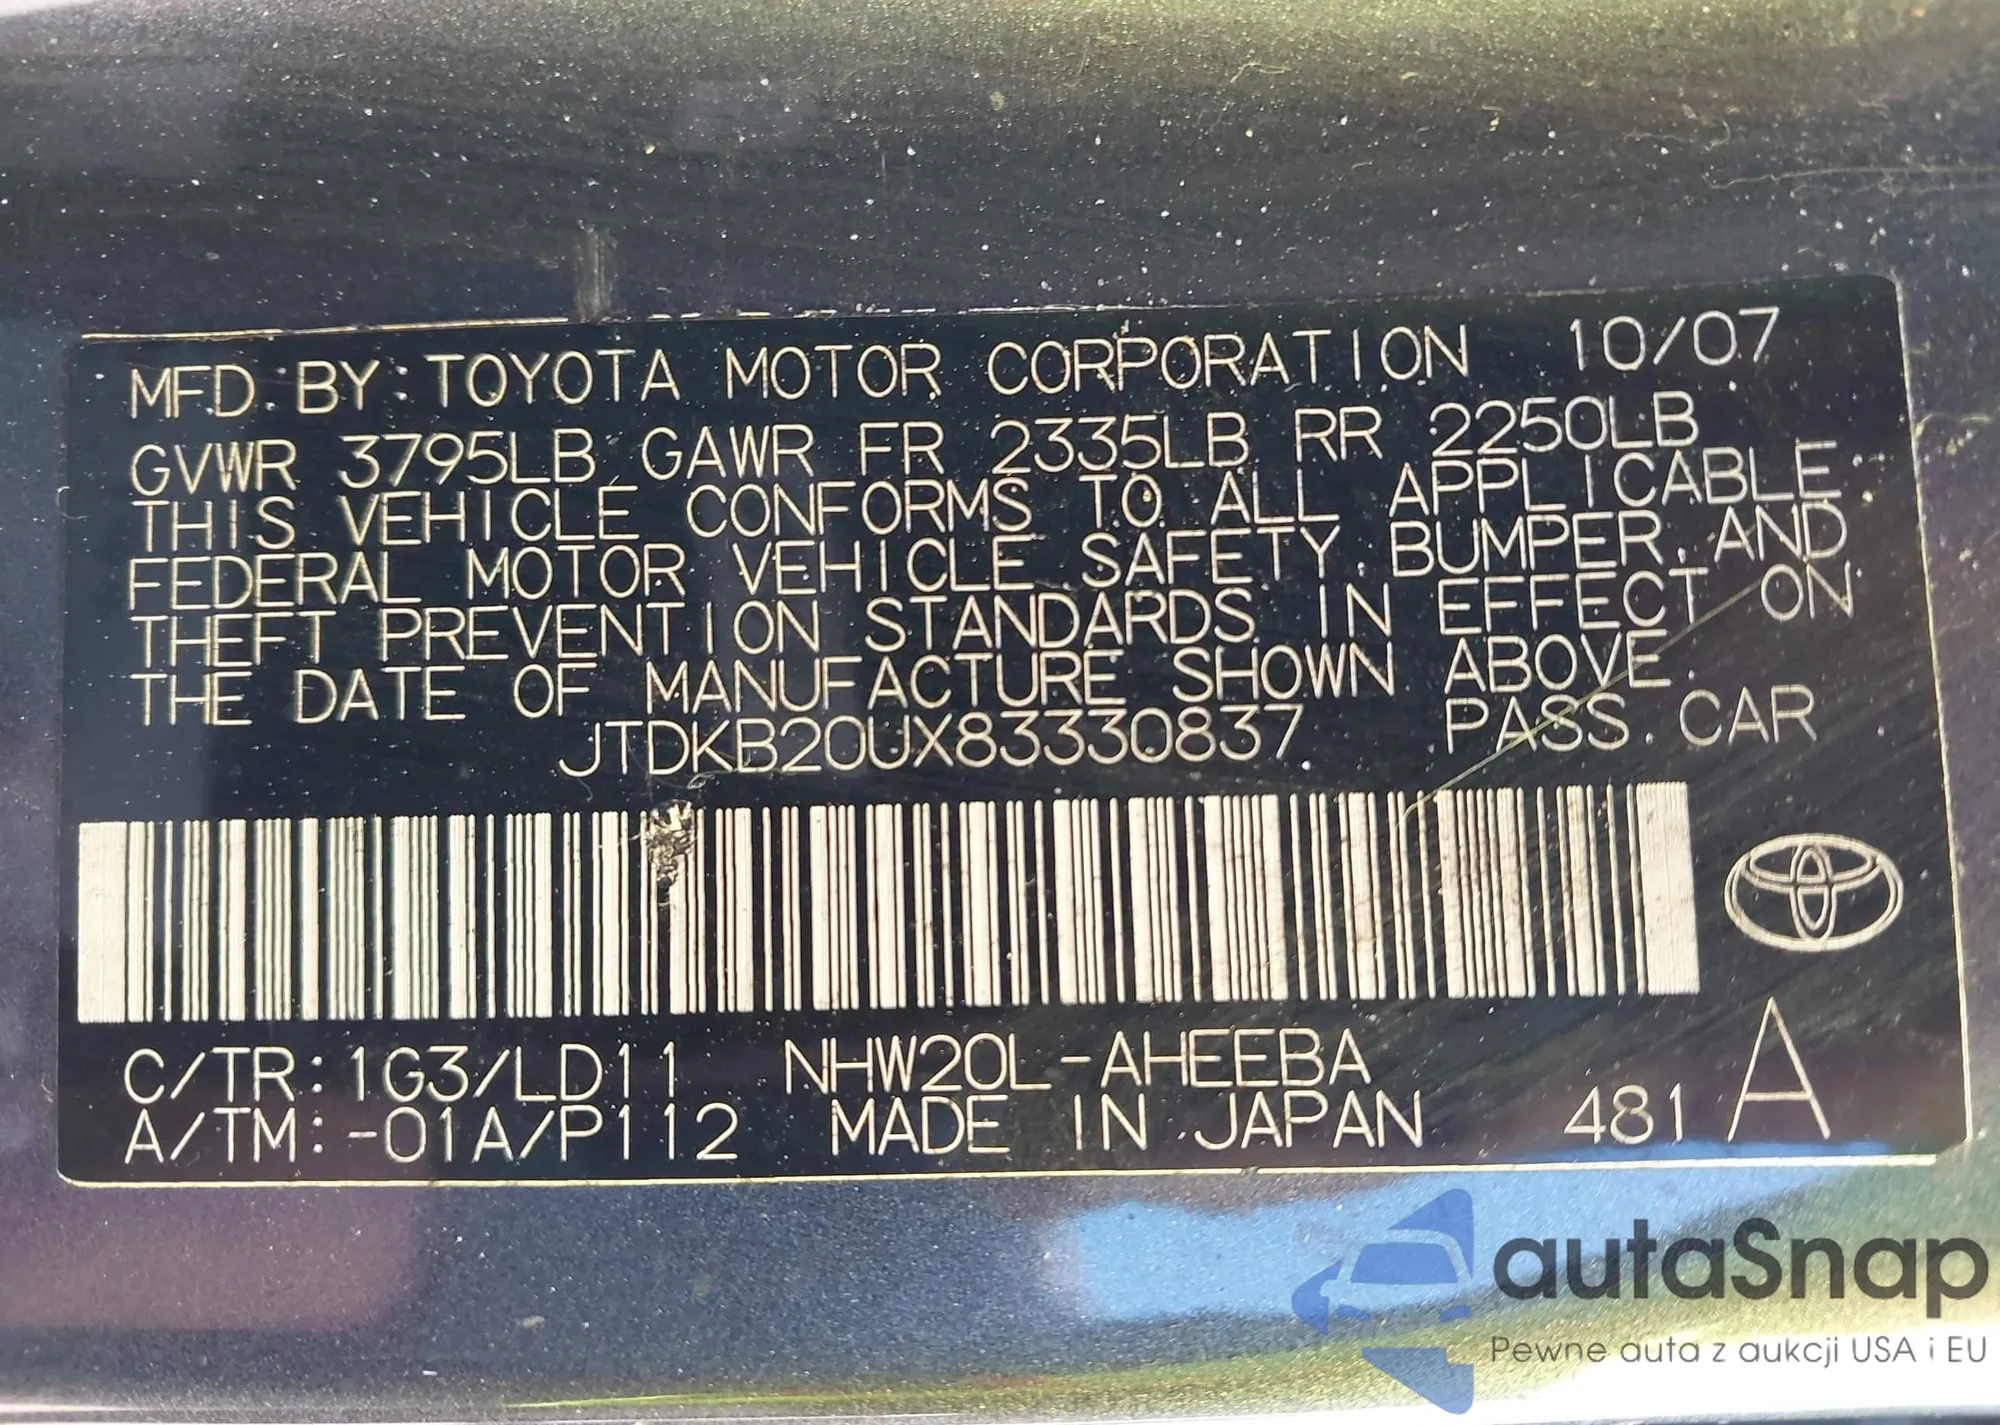 MFD. BY: TOYOTA MOTOR CORPORATION 10/07
GVWR 3795LB GAWR FR 2335LB RR 2250LB
THIS VEHICLE CONFORMS TO ALL APPLICABLE
FEDERAL MOTOR VEHICLE SAFETY, BUMPER, AND
THEFT PREVENTION STANDARDS IN EFFECT ON
THE DATE OF MANUFACTURE SHOWN ABOVE.
JTDKB20UX83330837 PASS. CAR
C/TR: 1G3/LD11 NHW20L-AHEEBA
A/TM: -01A/P112 MADE IN JAPAN 481 A
autaSnap
Pewne auta z aukcji USA i EU